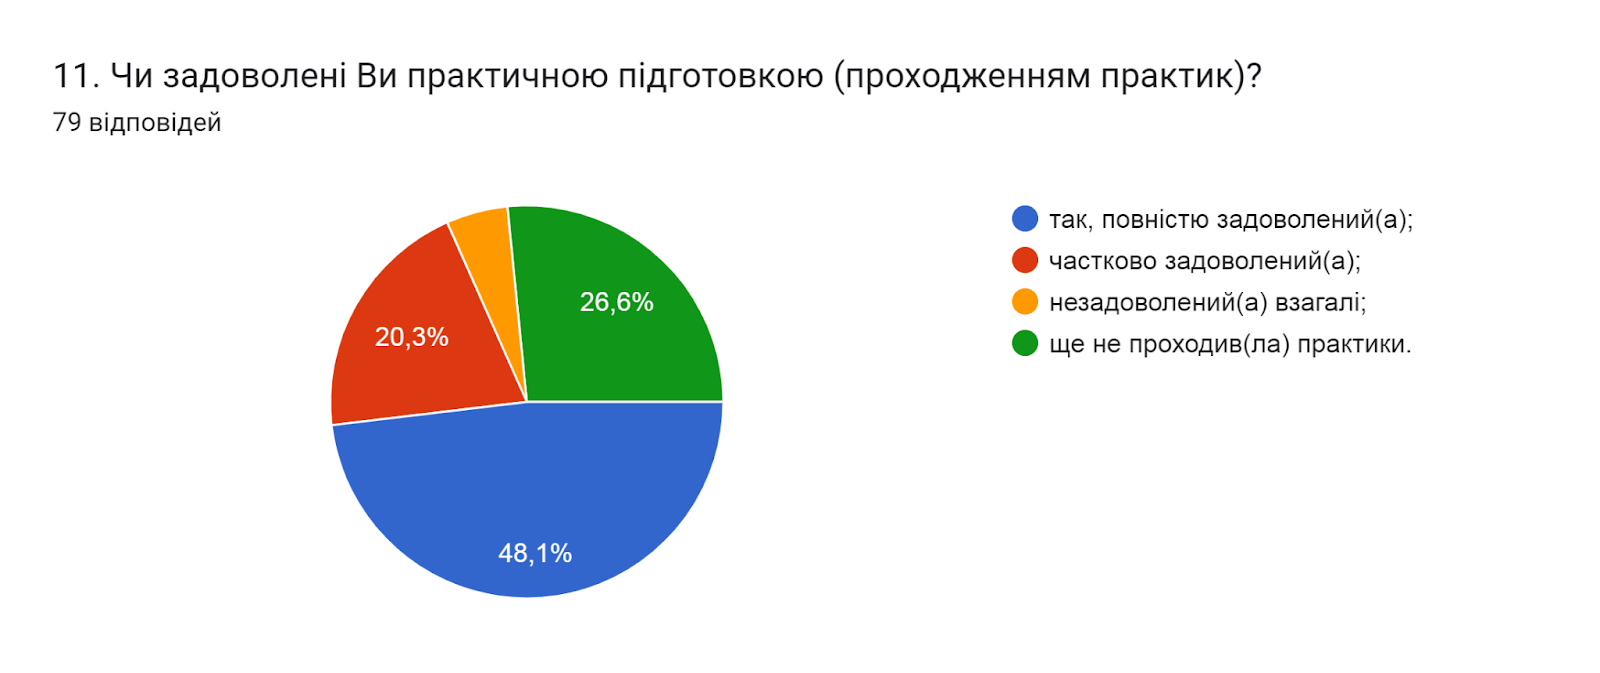 11. Чи задоволені Ви практичною підготовкою (проходженням практик)?
79 відповідей
26,6%
20,3%
48,1%
так, повністю задоволений(а);
частково задоволений(а);
незадоволений(а) взагалі;
ще не проходив(ла) практики.